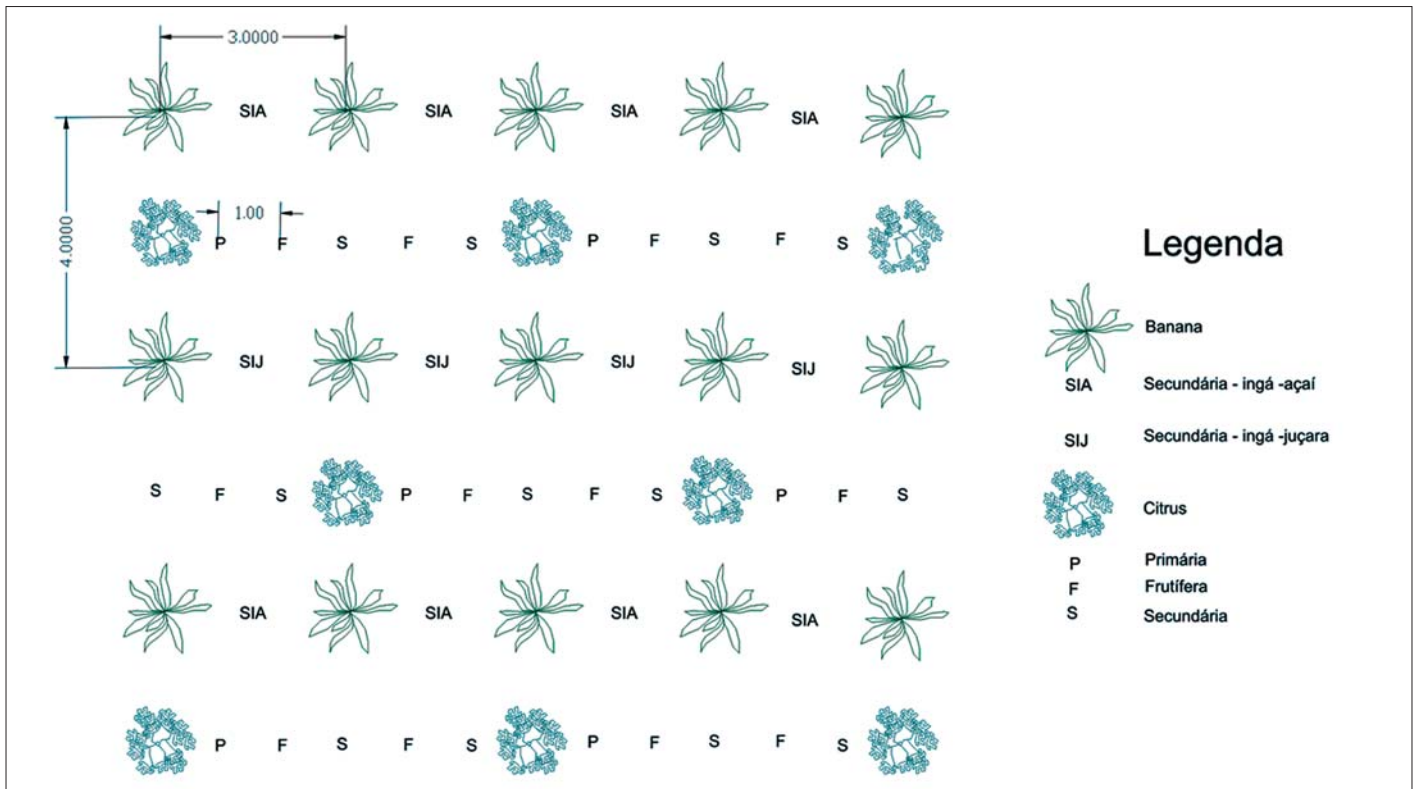 3.0000
SIA SIA SIA SIA
4.0000
1.00
P F S F S P F S F S
SIJ SIJ SIJ SIJ
S F S P F S F S P F S
SIA SIA SIA SIA
P F S F S P F S F S
Legenda
Banana
SIA Secundária - ingá -açaí
SIJ Secundária - ingá -juçara
Citrus
P Primária
F Frutífera
S Secundária